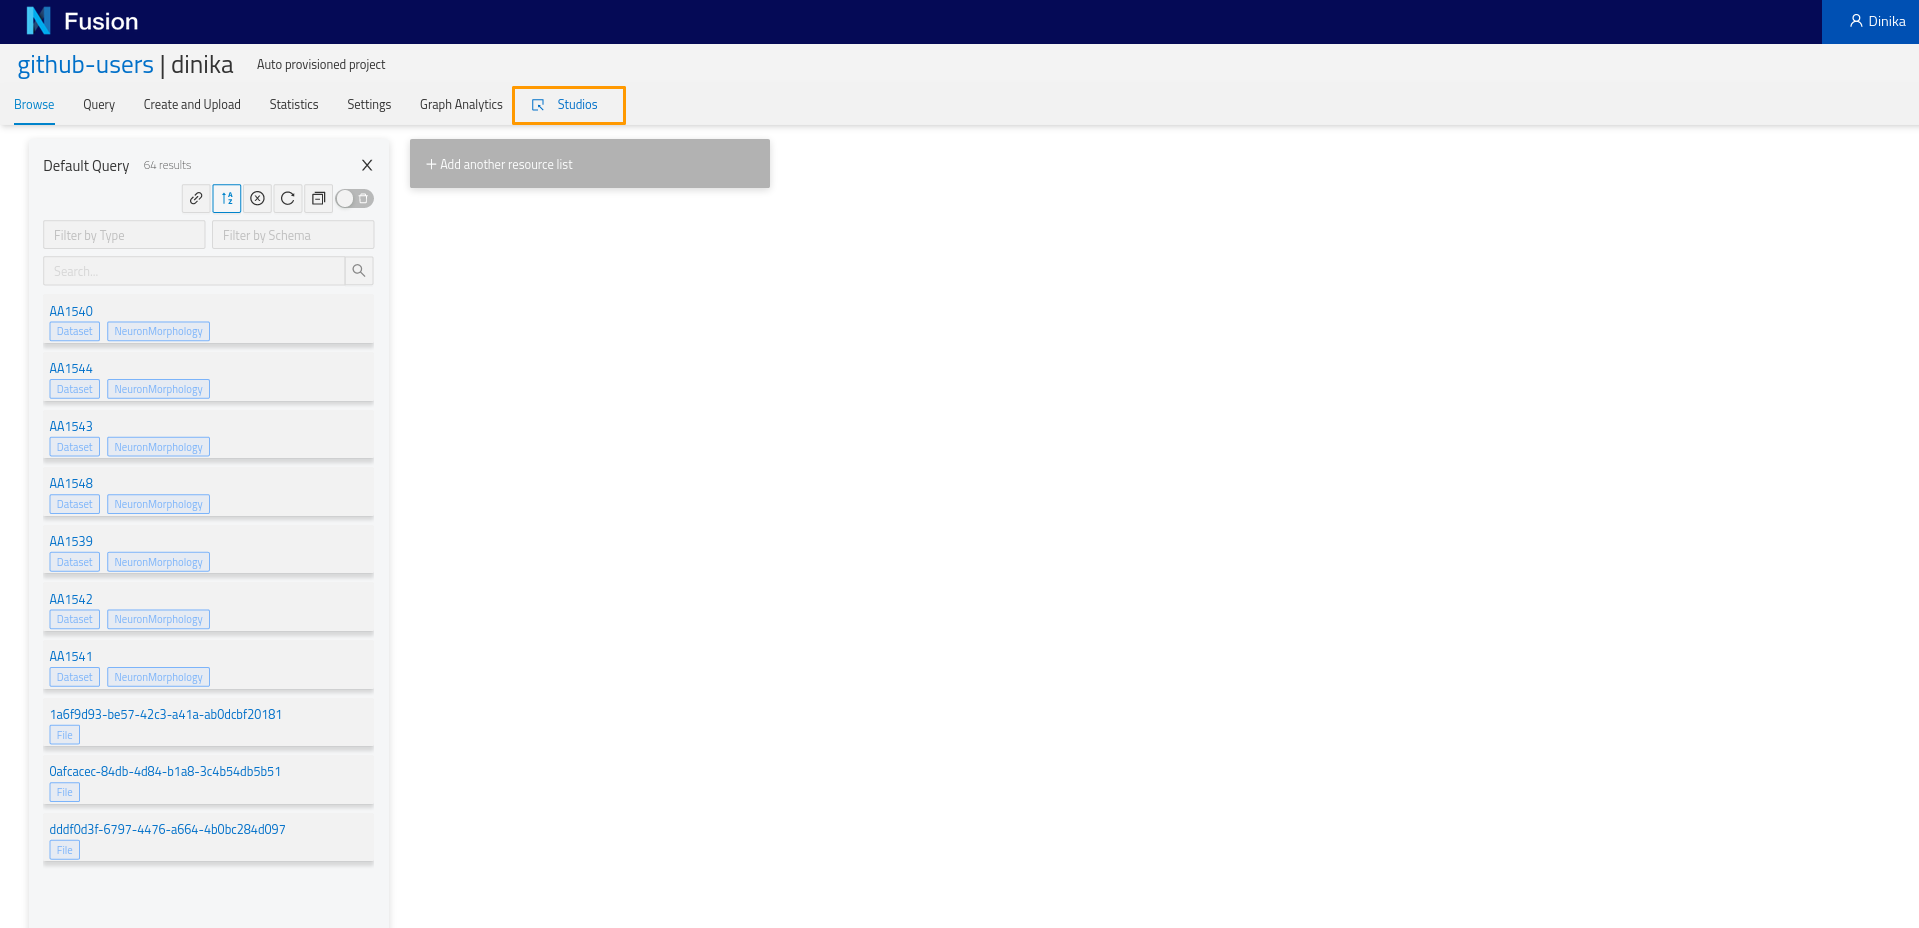 Fusion
Dinika
github-users | dinika Auto provisioned project
Browse Query Create and Upload Statistics Settings Graph Analytics Studios
Default Query 64 results
+ Add another resource list
Filter by Type Filter by Schema
Search...
AA1540
Dataset NeuronMorphology
AA1544
Dataset NeuronMorphology
AA1543
Dataset NeuronMorphology
AA1548
Dataset NeuronMorphology
AA1539
Dataset NeuronMorphology
AA1542
Dataset NeuronMorphology
AA1541
Dataset NeuronMorphology
1a6f9d93-be57-42c3-a41a-ab0dcbf20181
File
0afcacec-84db-4d84-b1a8-3c4b54db5b51
File
dddf0d3f-6797-4476-a664-4b0bc284d097
File